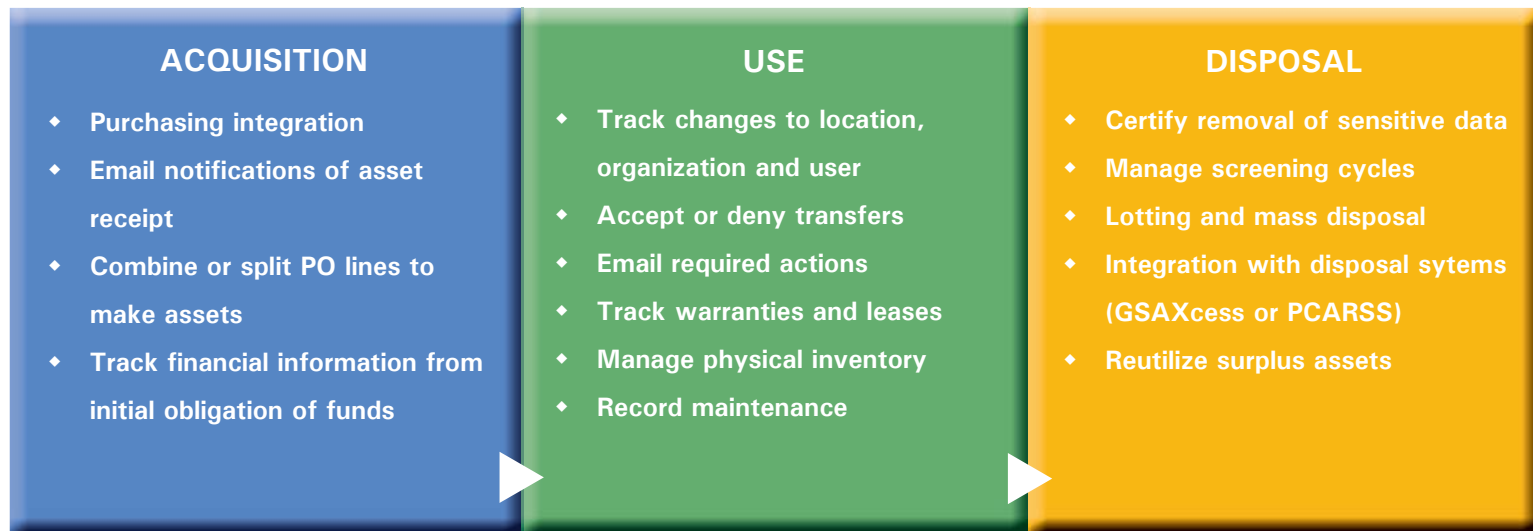 ACQUISITION
◆ Purchasing integration
◆ Email notifications of asset
receipt
◆ Combine or split PO lines to
make assets
◆ Track financial information from
initial obligation of funds
USE
◆ Track changes to location,
organization and user
◆ Accept or deny transfers
◆ Email required actions
◆ Track warranties and leases
◆ Manage physical inventory
◆ Record maintenance
DISPOSAL
◆ Certify removal of sensitive data
◆ Manage screening cycles
◆ Lotting and mass disposal
◆ Integration with disposal sytems
(GSAXcess or PCARSS)
◆ Reutilize surplus assets